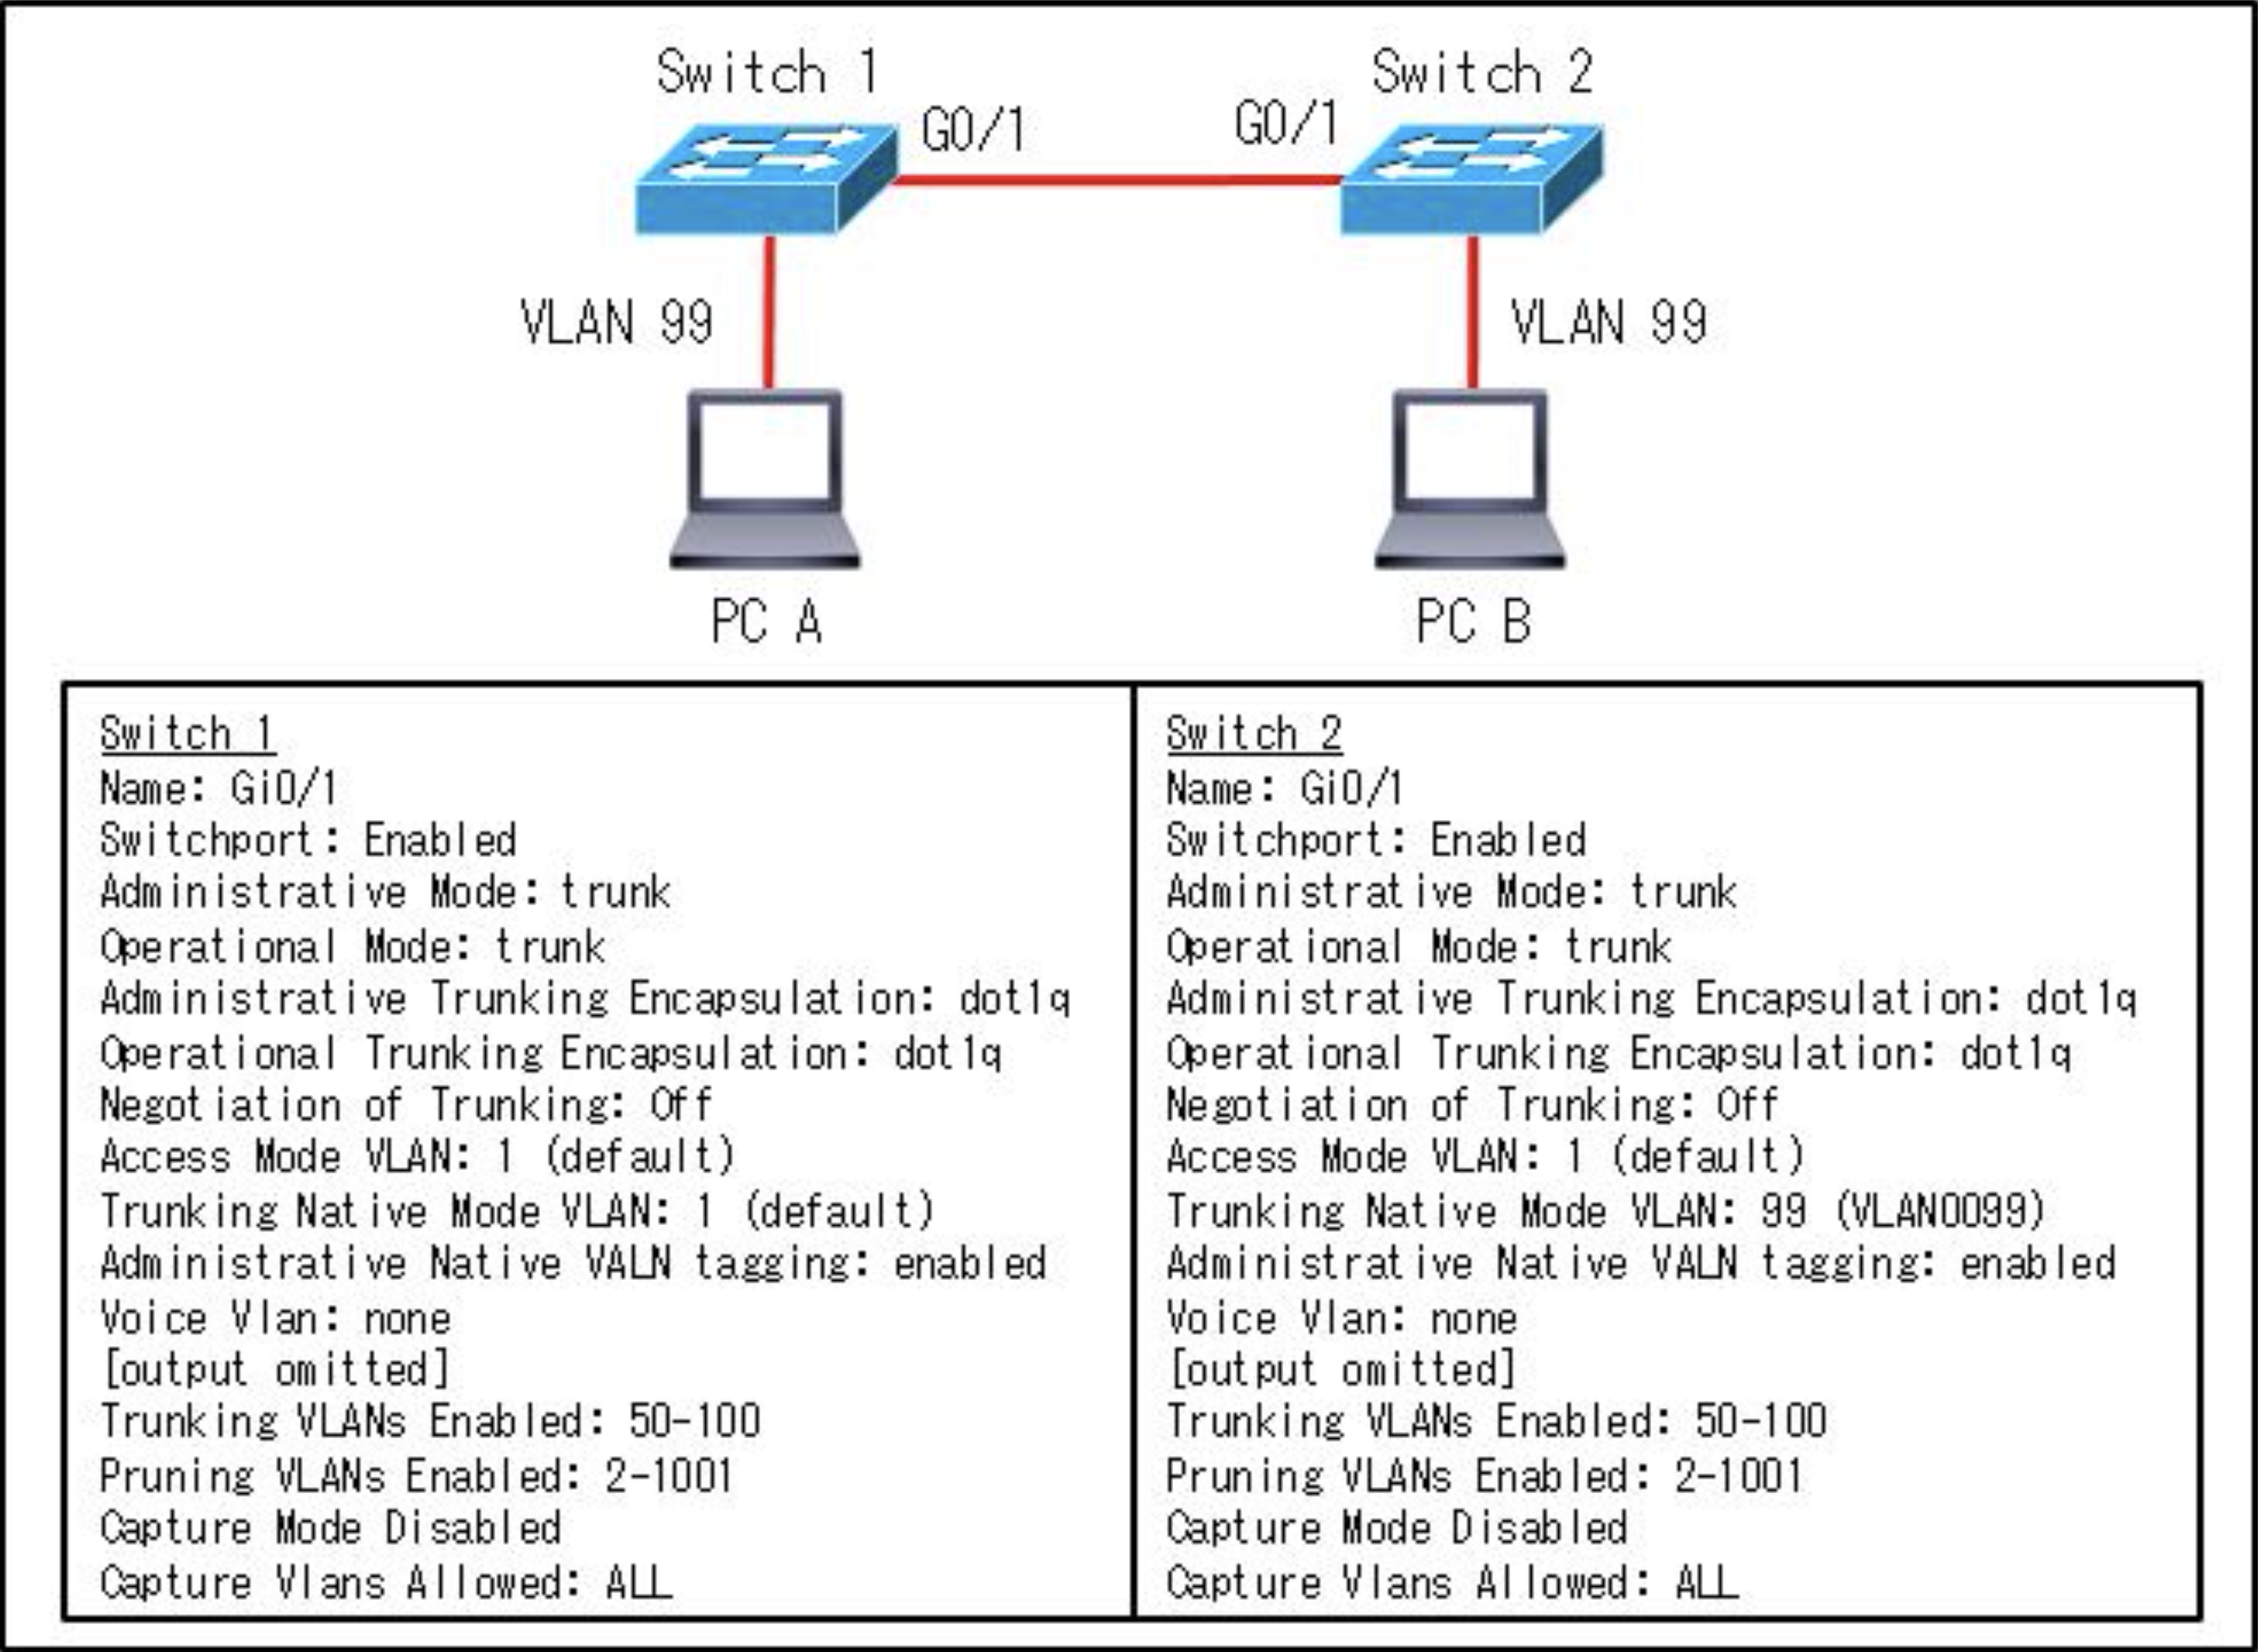 Switch 1
Switch 2
G0/1
G0/1
VLAN 99
VLAN 99
PC A
PC B
Switch 1
Name: Gi0/1
Switchport: Enabled
Administrative Mode: trunk
Operational Mode: trunk
Administrative Trunking Encapsulation: dot1q
Operational Trunking Encapsulation: dot1q
Negotiation of Trunking: Off
Access Mode VLAN: 1 (default)
Trunking Native Mode VLAN: 1 (default)
Administrative Native VALN tagging: enabled
Voice Vlan: none
[output omitted]
Trunking VLANs Enabled: 50-100
Pruning VLANs Enabled: 2-1001
Capture Mode Disabled
Capture Vlans Allowed: ALL
Switch 2
Name: Gi0/1
Switchport: Enabled
Administrative Mode: trunk
Operational Mode: trunk
Administrative Trunking Encapsulation: dot1q
Operational Trunking Encapsulation: dot1q
Negotiation of Trunking: Off
Access Mode VLAN: 1 (default)
Trunking Native Mode VLAN: 99 (VLAN0099)
Administrative Native VALN tagging: enabled
Voice Vlan: none
[output omitted]
Trunking VLANs Enabled: 50-100
Pruning VLANs Enabled: 2-1001
Capture Mode Disabled
Capture Vlans Allowed: ALL